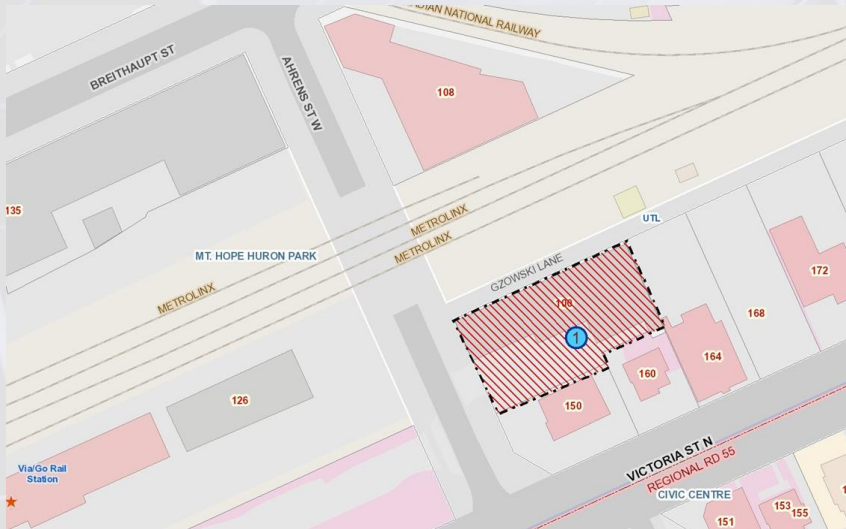 CANADIAN NATIONAL RAILWAY
BREITHAUPT ST
AHRENS ST W
108
135
METROLINX
UTL
MT. HOPE HURON PARK
METROLINX
GZOWSKI LANE
172
METROLINX
168
1
164
160
126
150
VICTORIA ST N
REGIONAL RD 55
Via/Go Rail
Station
CIVIC CENTRE
153
155
151